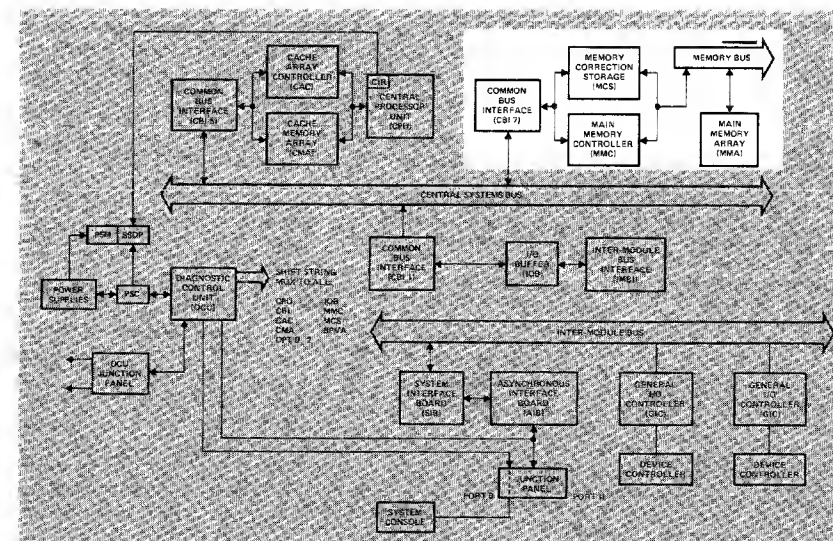 CACHE
ARRAY
CONTROLLER
(CAC)
COMMON
BUS
INTERFACE
(CBI 5)
CACHE
MEMORY
ARRAY
(CMA)
CIR
CENTRAL
PROCESSOR
UNIT
(CPU)
COMMON
BUS
INTERFACE
(CBI 7)
MEMORY
CORRECTION
STORAGE
(MCS)
MAIN
MEMORY
CONTROLLER
(MMC)
MEMORY BUS
MAIN
MEMORY
ARRAY
(MMA)
CENTRAL SYSTEMS BUS
PSM SSDP
POWER
SUPPLIES
PSC
DIAGNOSTIC
CONTROL
UNIT
(DCU)
SHIFT STRING
TO ALL:
CPU IOB
CBI MMC
CAC MCS
CMA
COMMON
BUS
INTERFACE
(CBI 1)
I/O
BUFFER
(IOB)
INTER-MODULE
BUS
INTERFACE
(IMBI)
INTER-MODULE BUS
DCU
JUNCTION
PANEL
SYSTEM
INTERFACE
BOARD
(SIB)
ASYNCHRONOUS
INTERFACE
BOARD
(AIB)
GENERAL
I/O
CONTROLLER
(GIC)
GENERAL
I/O
CONTROLLER
(GIC)
DEVICE
CONTROLLER
DEVICE
CONTROLLER
JUNCTION
PANEL
PORT
PORT
SYSTEM
CONSOLE